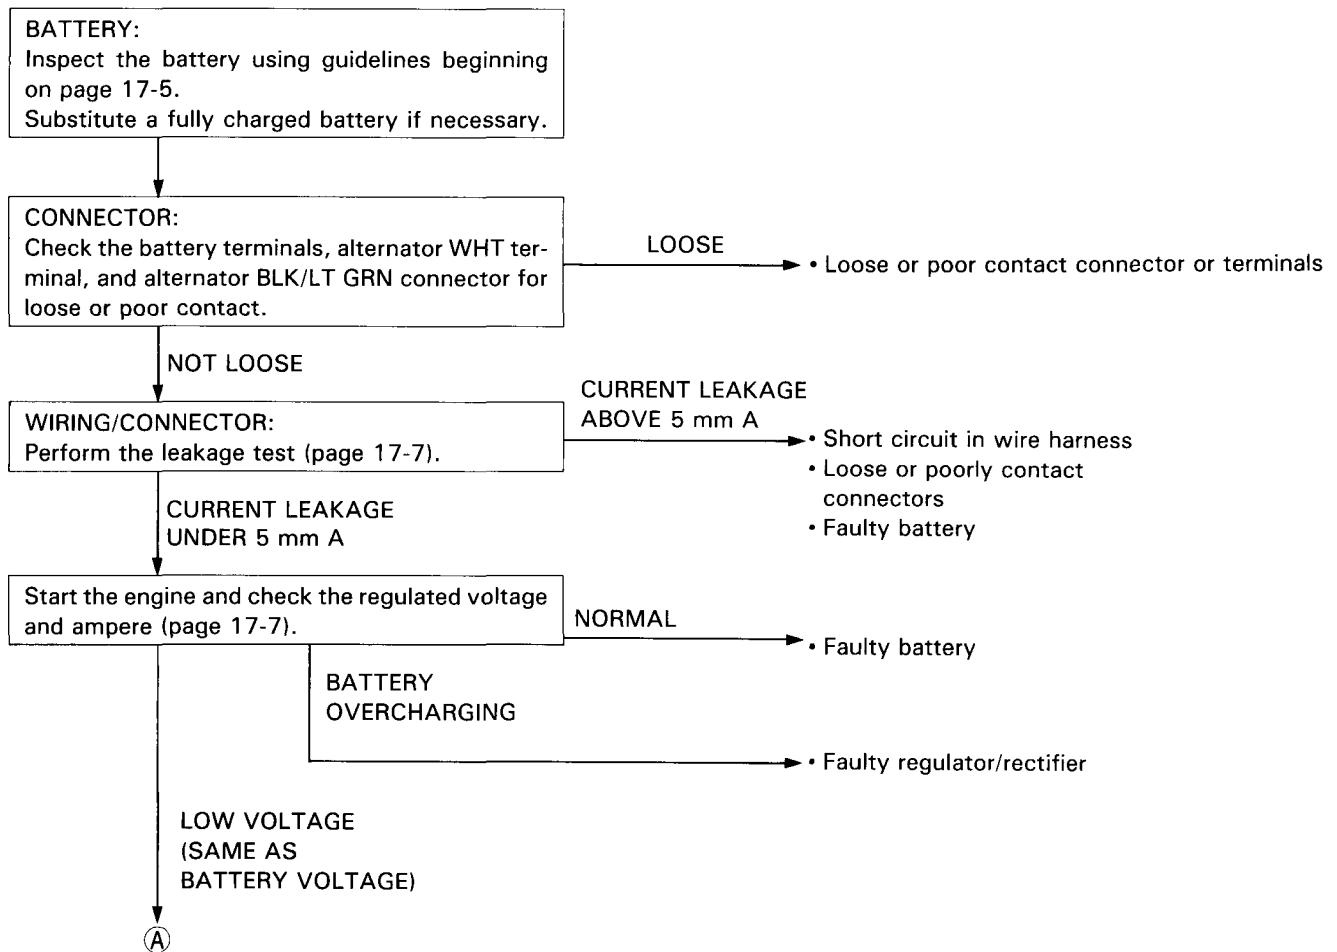 BATTERY:
Inspect the battery using guidelines beginning
on page 17-5.
Substitute a fully charged battery if necessary.
CONNECTOR:
Check the battery terminals, alternator WHT ter-
minal, and alternator BLK/LT GRN connector for
loose or poor contact.
LOOSE
• Loose or poor contact connector or terminals
NOT LOOSE
WIRING/CONNECTOR:
Perform the leakage test (page 17-7).
CURRENT LEAKAGE
ABOVE 5 mm A
• Short circuit in wire harness
• Loose or poorly contact
connectors
• Faulty battery
CURRENT LEAKAGE
UNDER 5 mm A
Start the engine and check the regulated voltage
and ampere (page 17-7).
NORMAL
• Faulty battery
BATTERY
OVERCHARGING
• Faulty regulator/rectifier
LOW VOLTAGE
(SAME AS
BATTERY VOLTAGE)
Ⓐ